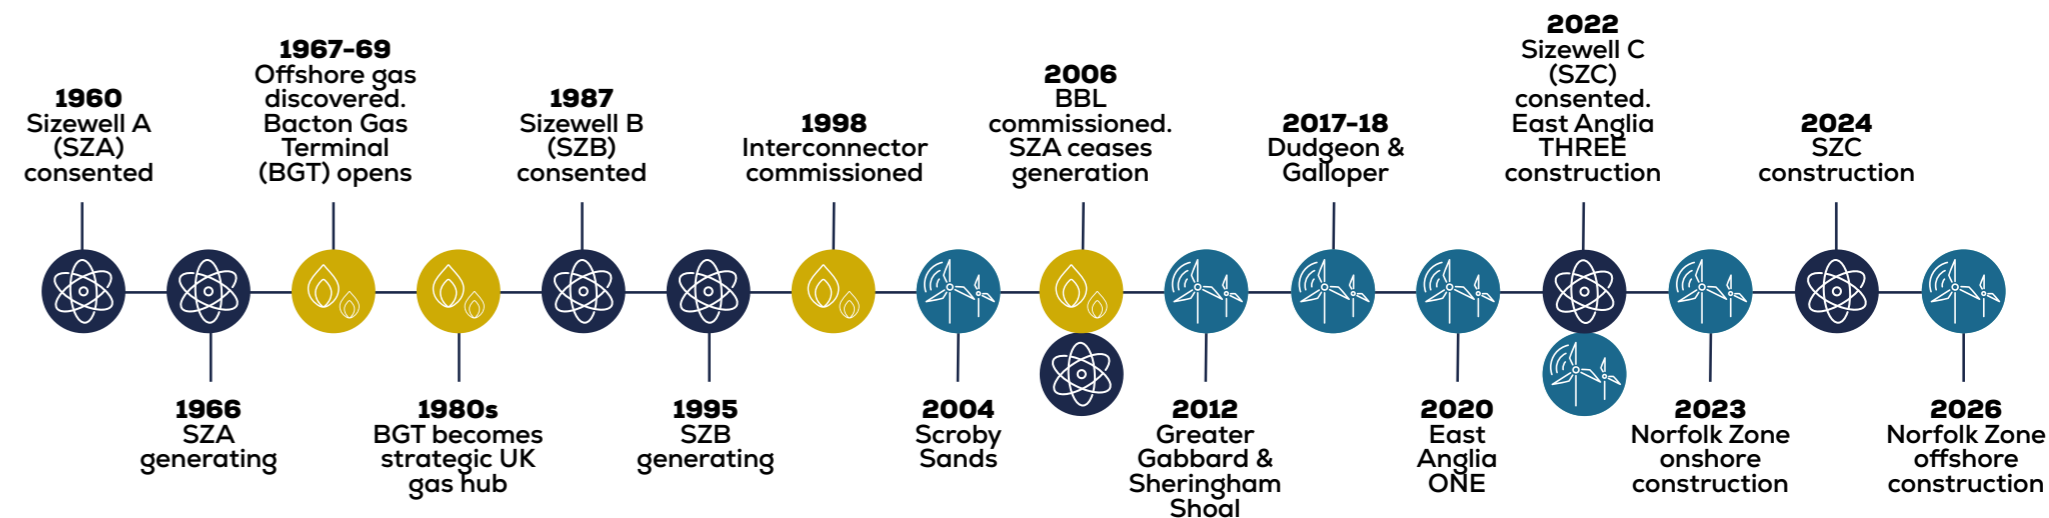 1960
Sizewell A
(SZA)
consented
1966
SZA
generating
1967-69
Offshore gas
discovered.
Bacton Gas
Terminal
(BGT) opens
1980s
BGT becomes
strategic UK
gas hub
1987
Sizewell B
(SZB)
consented
1995
SZB
generating
1998
Interconnector
commissioned
2004
Scroby
Sands
2006
BBL
commissioned.
SZA ceases
generation
2012
Greater
Gabbard &
Sheringham
Shoal
2017-18
Dudgeon &
Galloper
2020
East
Anglia
ONE
2022
Sizewell C
(SZC)
consented.
East Anglia
THREE
construction
2023
Norfolk Zone
onshore
construction
2024
SZC
construction
2026
Norfolk Zone
offshore
construction